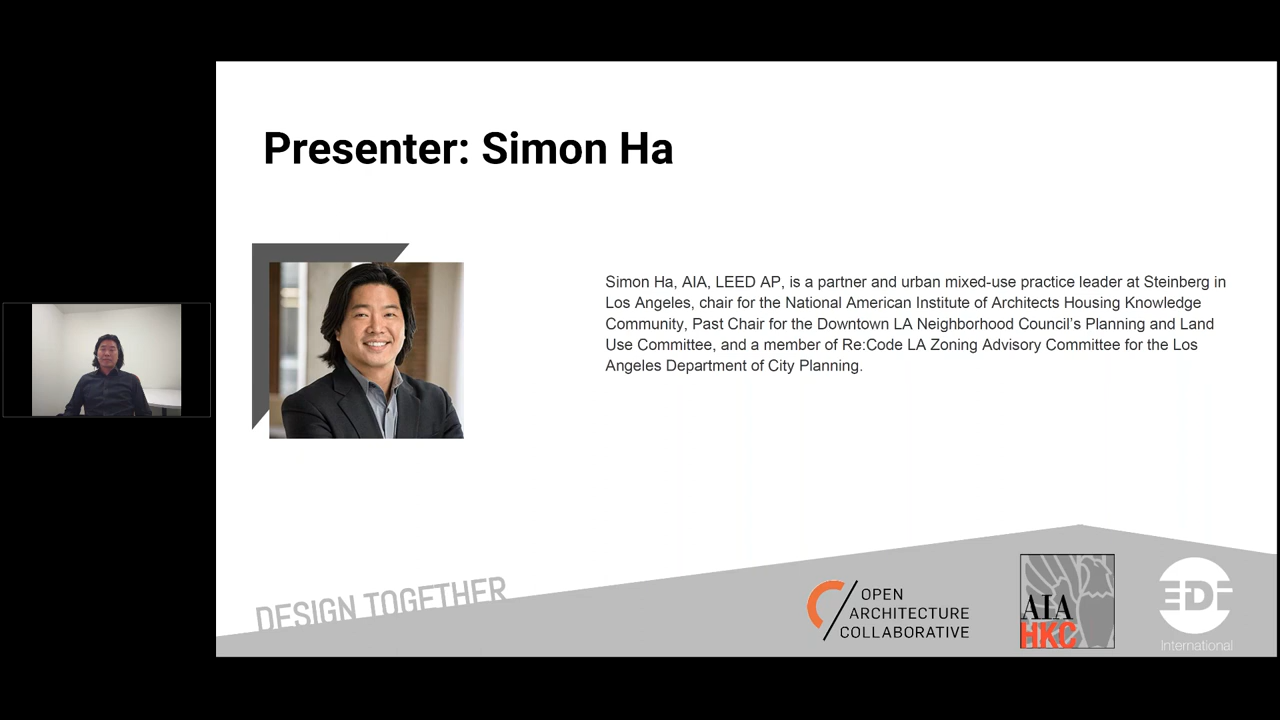 Presenter: Simon Ha
Simon Ha, AIA, LEED AP, is a partner and urban mixed-use practice leader at Steinberg in
Los Angeles, chair for the National American Institute of Architects Housing Knowledge
Community, Past Chair for the Downtown LA Neighborhood Council's Planning and Land
Use Committee, and a member of Re:Code LA Zoning Advisory Committee for the Los
Angeles Department of City Planning.
DESIGN TOGETHER
OPEN
ARCHITECTURE
COLLABORATIVE
AIA
HKC
EDI
International